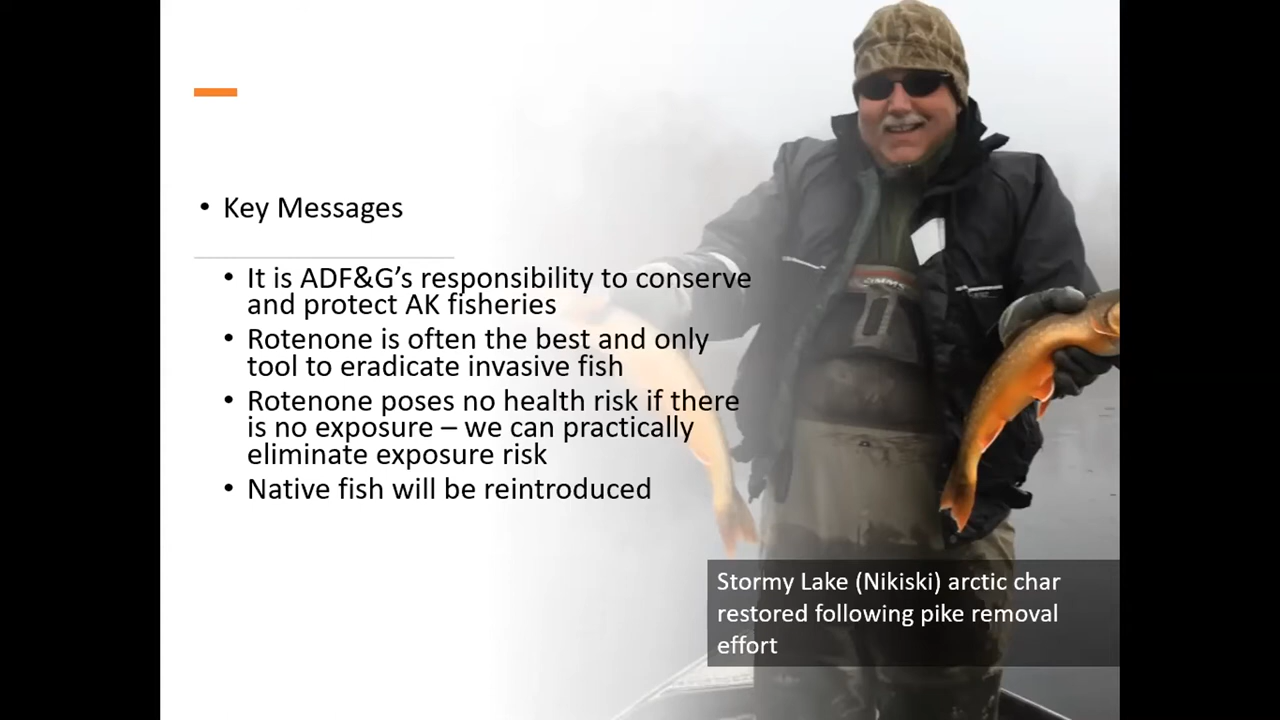 • Key Messages
• It is ADF&G’s responsibility to conserve
and protect AK fisheries
• Rotenone is often the best and only
tool to eradicate invasive fish
• Rotenone poses no health risk if there
is no exposure – we can practically
eliminate exposure risk
• Native fish will be reintroduced
SIMMS
Stormy Lake (Nikiski) arctic char
restored following pike removal
effort